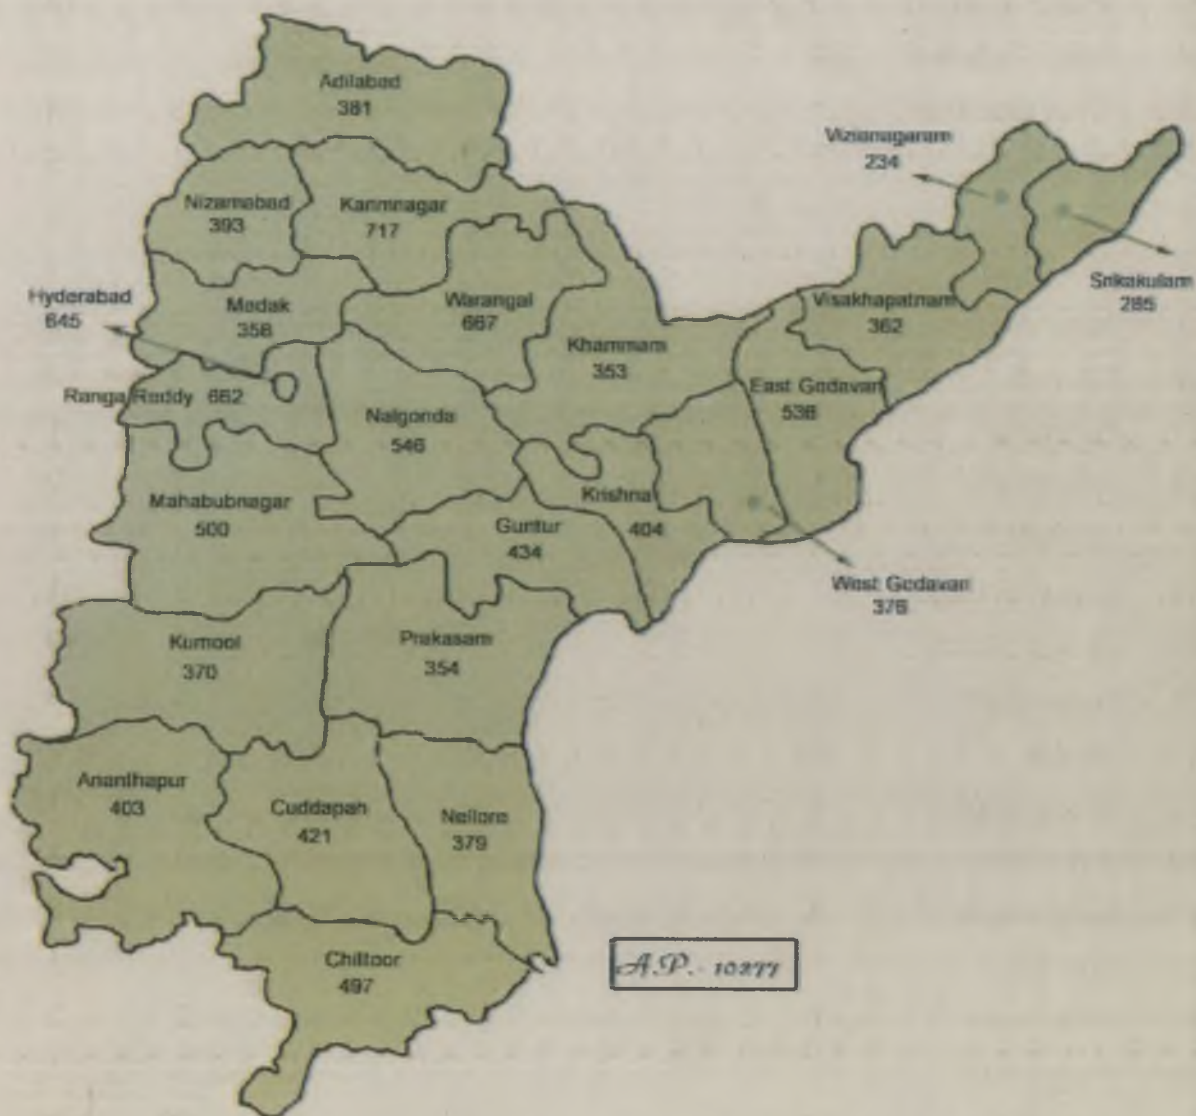 Adilabad
381
Vizianagaram
234
Nizamabad
393
Karimnagar
717
Srikakulam
285
Hyderabad
645
Medak
358
Warangal
667
Visakhapatnam
362
Khammam
353
Ranga Reddy 662
East Godavari
536
Nalgonda
546
Mahabubnagar
500
Krishna
404
Guntur
434
West Godavari
376
Kurnool
370
Prakasam
354
Ananthapur
403
Cuddapah
421
Nellore
379
Chittoor
497
A.P. - 10277